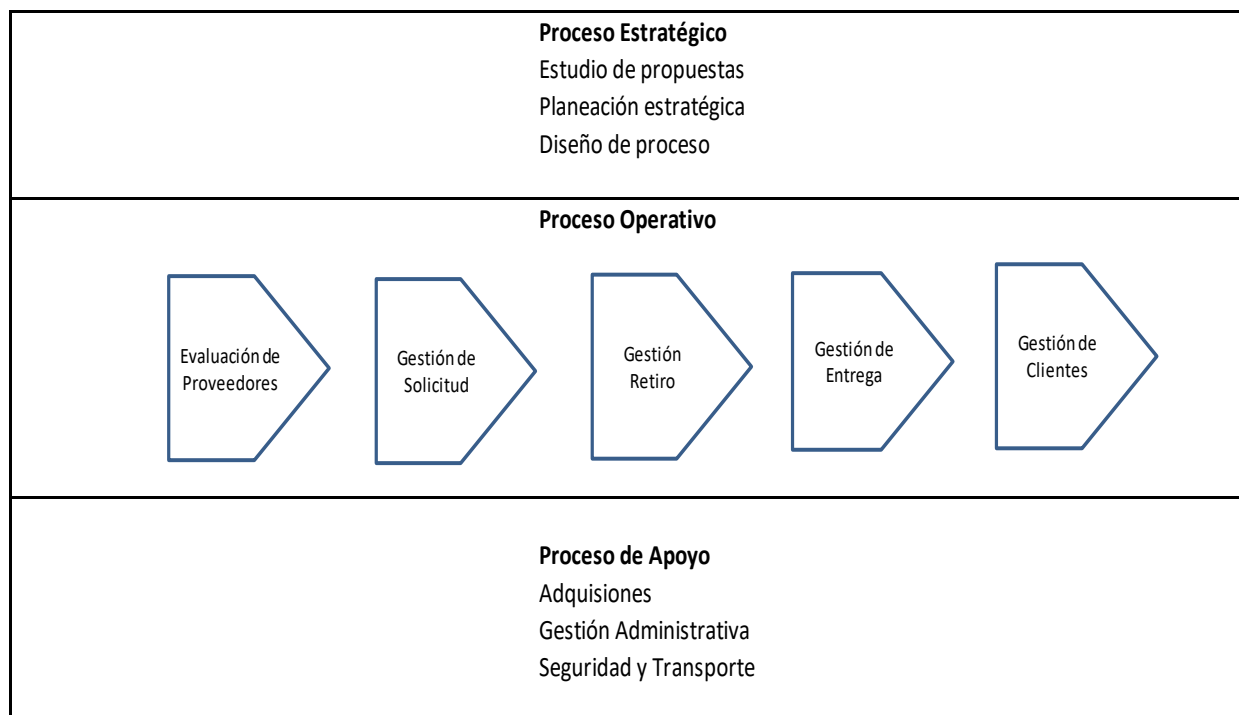 Proceso Estratégico
Estudio de propuestas
Planeación estratégica
Diseño de proceso
Proceso Operativo
Evaluación de
Proveedores
Gestión de
Solicitud
Gestión
Retiro
Gestión de
Entrega
Gestión de
Clientes
Proceso de Apoyo
Adquisiones
Gestión Administrativa
Seguridad y Transporte